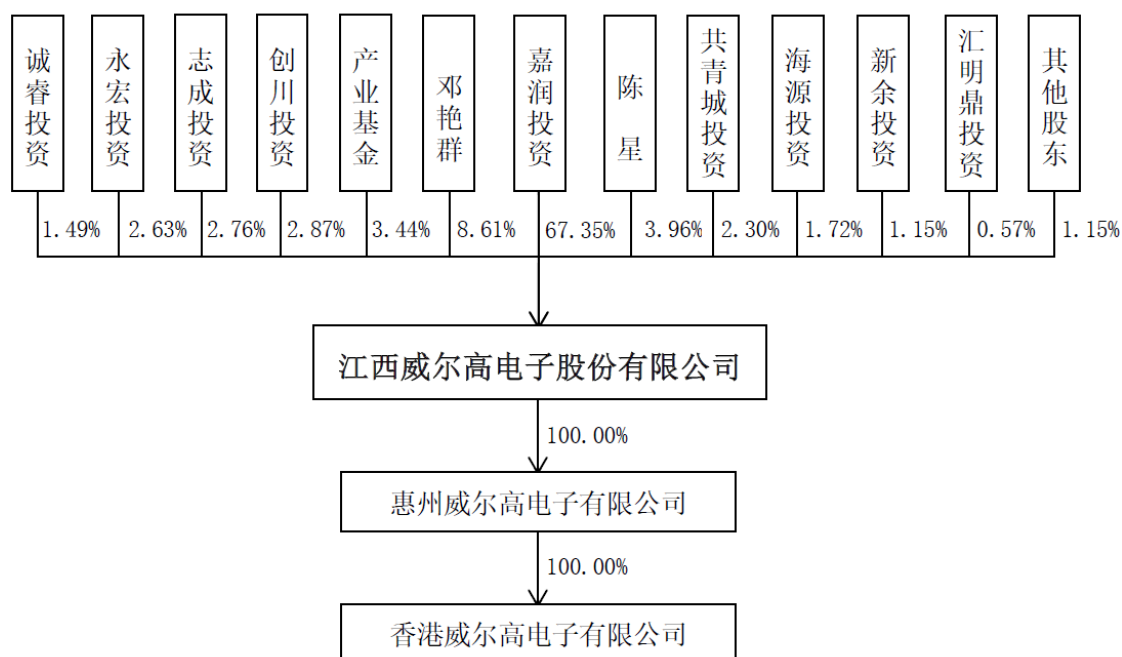 诚睿投资
永宏投资
志成投资
创川投资
产业基金
邓艳群
嘉润投资
陈星
共青城投资
海源投资
新余投资
汇明鼎投资
其他股东
1.49%
2.63%
2.76%
2.87%
3.44%
8.61%
67.35%
3.96%
2.30%
1.72%
1.15%
0.57%
1.15%
江西威尔高电子股份有限公司
100.00%
惠州威尔高电子有限公司
100.00%
香港威尔高电子有限公司